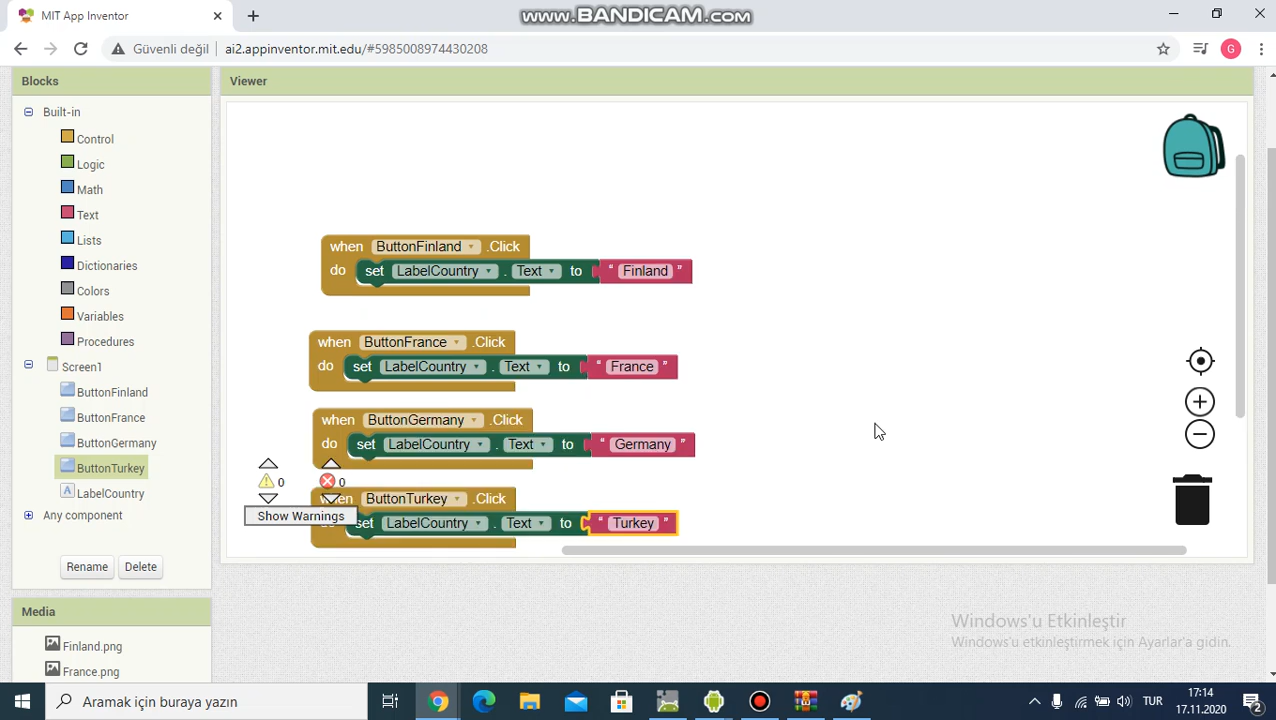 MIT App Inventor
www.BANDICAM.com
Güvenli değil
ai2.appinventor.mit.edu/#5985008974430208
G
Blocks
Viewer
Built-in
Control
Logic
Math
Text
Lists
Dictionaries
Colors
Variables
Procedures
Screen1
ButtonFinland
ButtonFrance
ButtonGermany
ButtonTurkey
A LabelCountry
Any component
Rename Delete
Media
Finland.png
France.png
when ButtonFinland .Click
do set LabelCountry . Text to “ Finland ”
when ButtonFrance .Click
do set LabelCountry . Text to “ France ”
when ButtonGermany .Click
do set LabelCountry . Text to “ Germany ”
when ButtonTurkey .Click
set LabelCountry . Text to “ Turkey ”
0 0
Show Warnings
Windows'u Etkinleştir
Windows'u etkinleştirmek için Ayarlar'a gidin.
Aramak için buraya yazın
TUR
17:14
17.11.2020
2